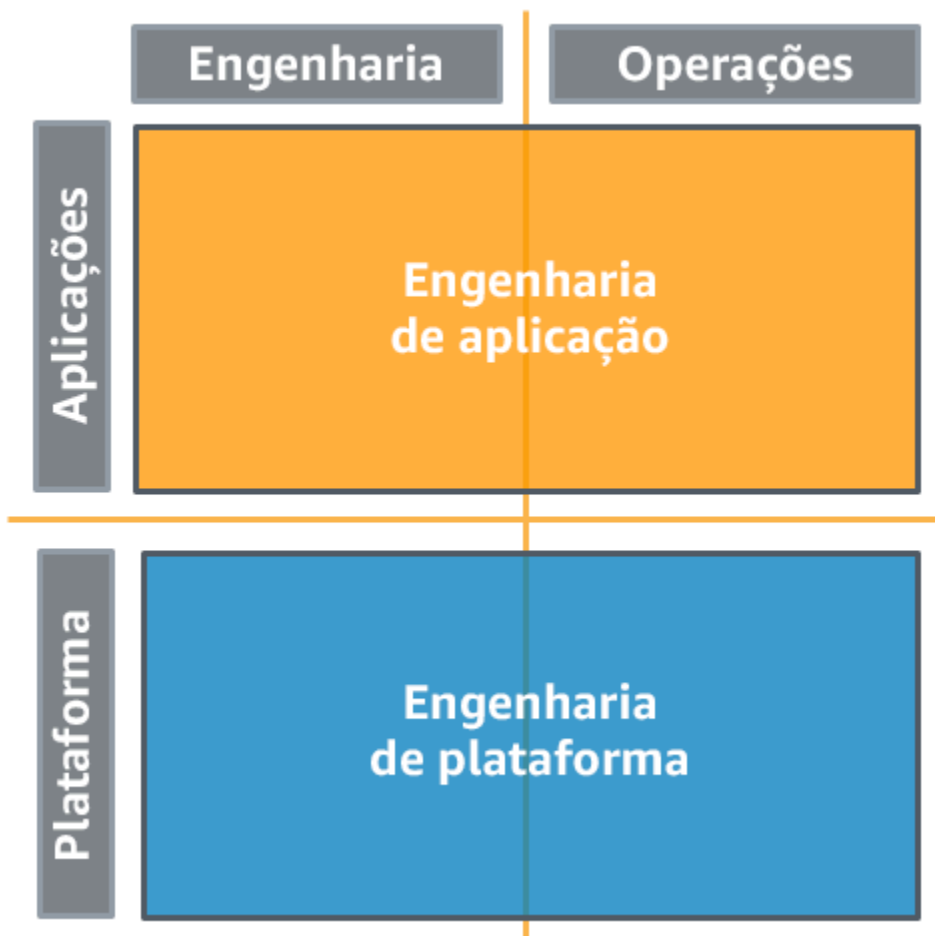 Engenharia
Operações
Aplicações
Engenharia
de aplicação
Plataforma
Engenharia
de plataforma